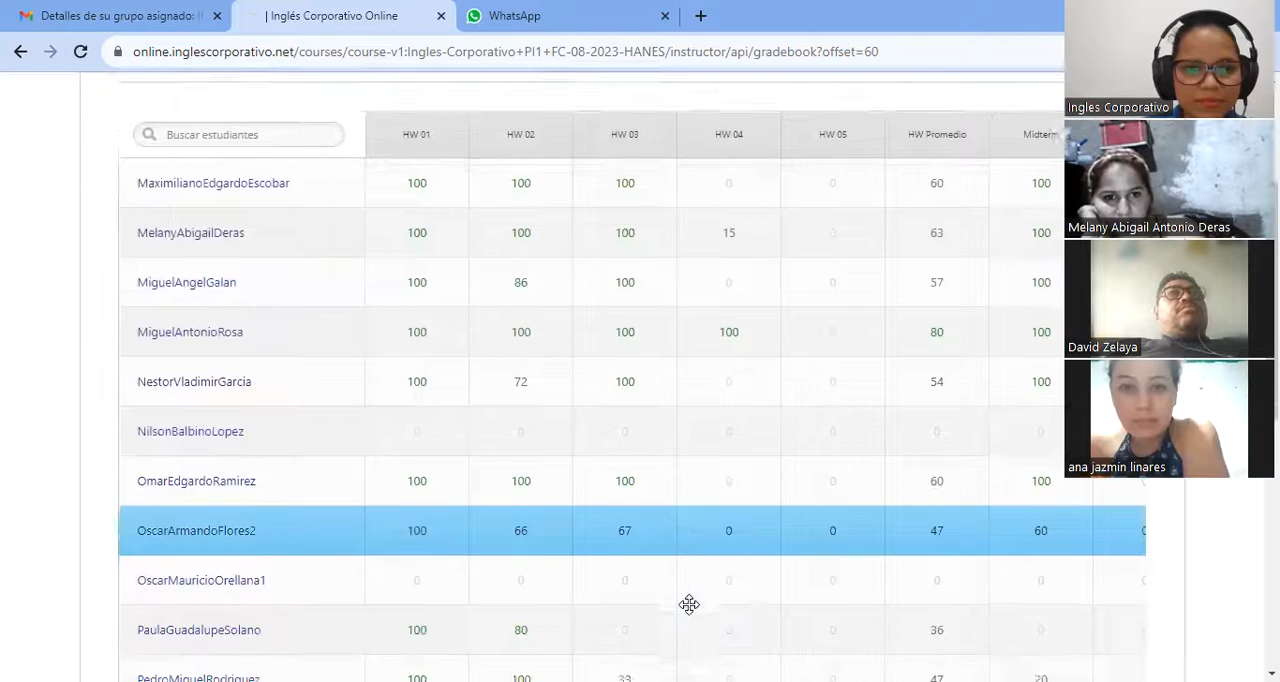 Detalles de su grupo asignado:
| Inglés Corporativo Online
WhatsApp
online.inglescorporativo.net/courses/course-v1:Ingles-Corporativo+PI1+FC-08-2023-HANES/instructor/api/gradebook?offset=60
Buscar estudiantes HW 01 HW 02 HW 03 HW 04 HW 05 HW Promedio Midterm
MaximilianoEdgardoEscobar 100 100 100 0 0 60 100
MelanyAbigailDeras 100 100 100 15 0 63 100
MiguelAngelGalan 100 86 100 0 0 57 100
MiguelAntonioRosa 100 100 100 100 0 80 100
NestorVladimirGarcia 100 72 100 0 0 54 100
NilsonBalbinoLopez 0 0 0 0 0 0 0
OmarEdgardoRamirez 100 100 100 0 0 60 100
OscarArmandoFlores2 100 66 67 0 0 47 60
OscarMauricioOrellana1 0 0 0 0 0 0 0
PaulaGuadalupeSolano 100 80 0 0 0 36 0
PedroMiguelRodriguez 100 100 33 0 0 47 20
Ingles Corporativo
Melany Abigail Antonio Deras
David Zelaya
ana jazmin linares